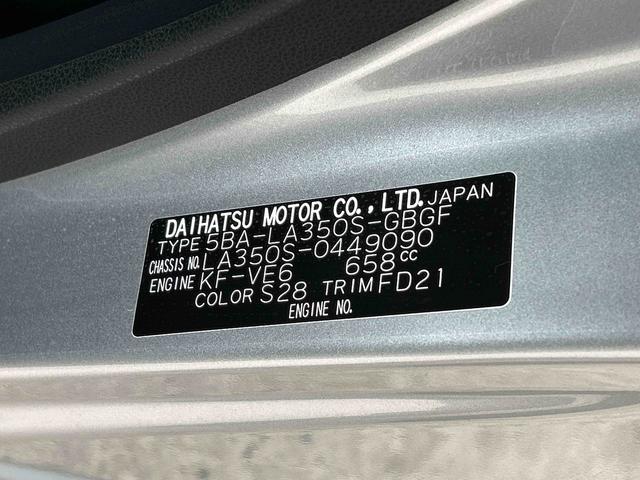 DAIHATSU MOTOR CO., LTD. JAPAN
TYPE 5BA-LA350S-GBGF
CHASSIS NO. LA350S-0449090
ENGINE KF-VE6 658cc
COLOR S28 TRIM FD21
ENGINE NO.